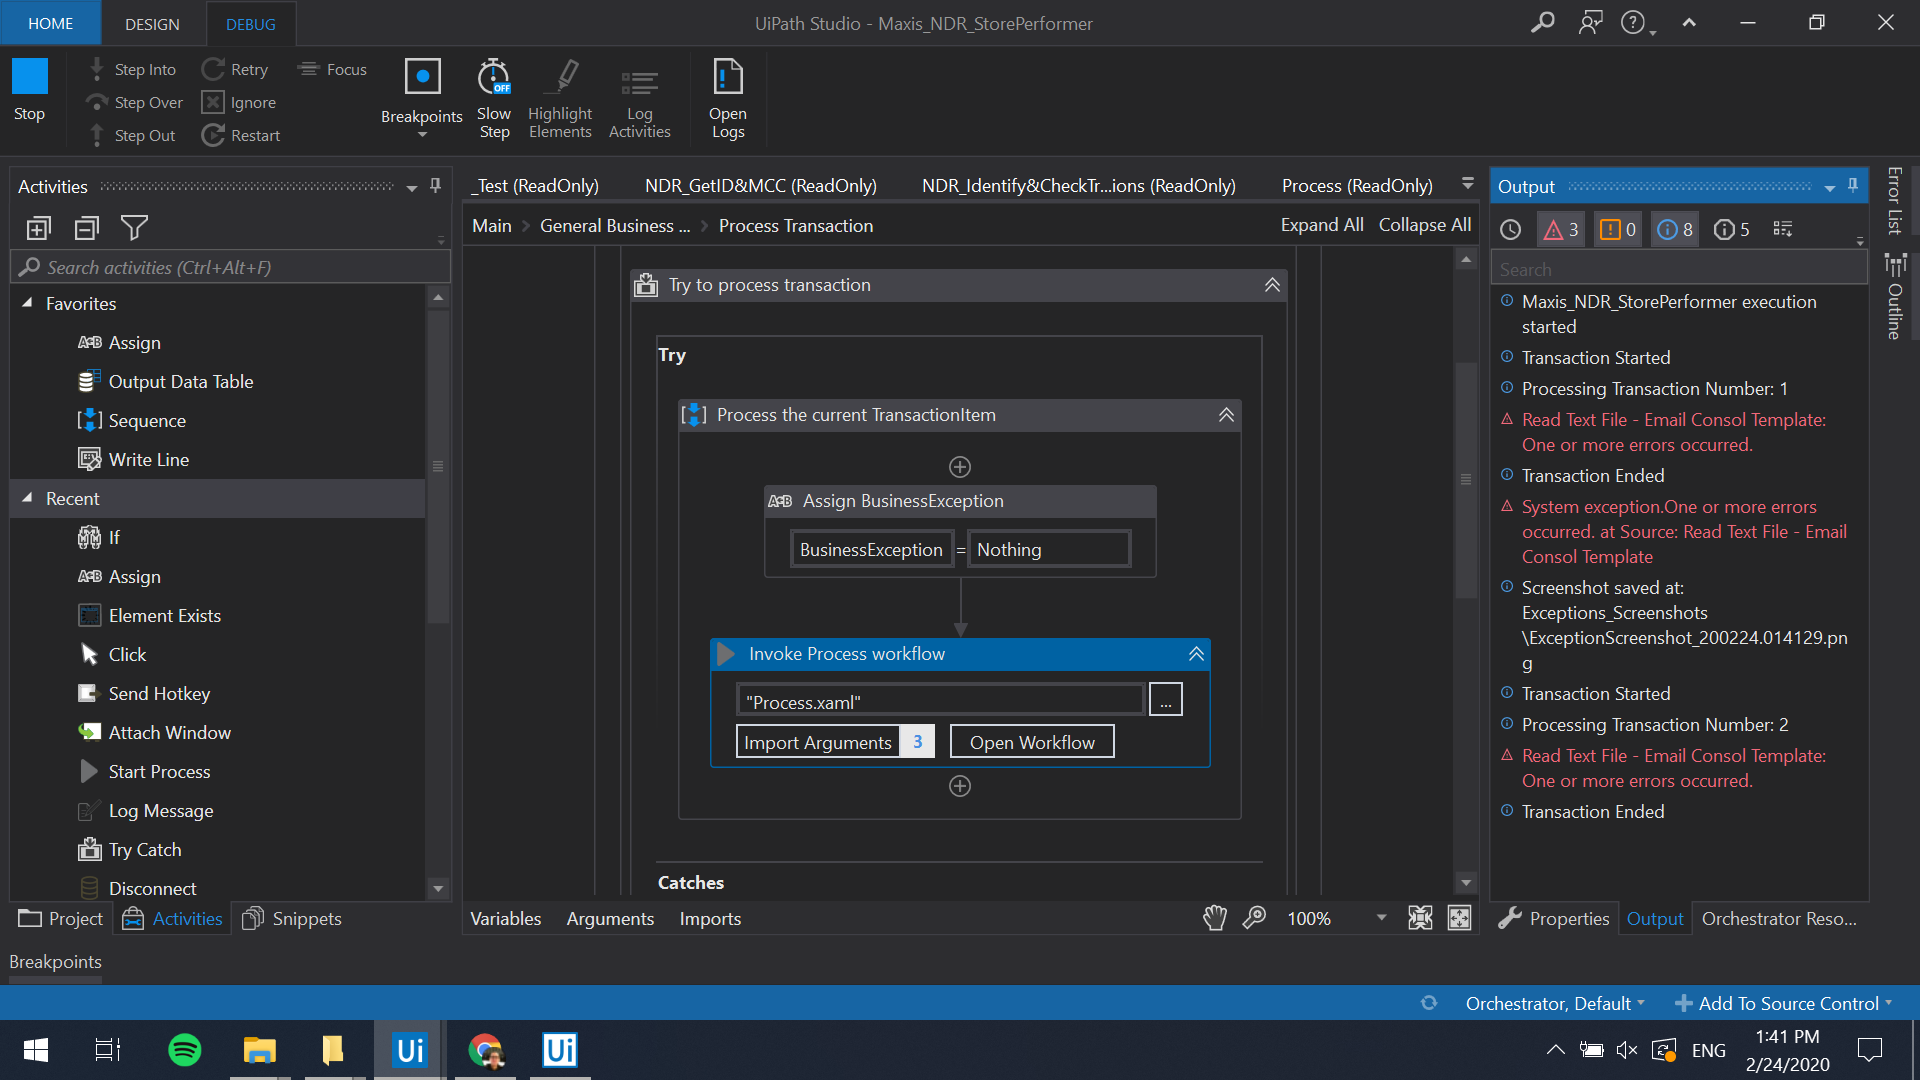 HOME
DESIGN
DEBUG
UiPath Studio - Maxis_NDR_StorePerformer
Stop
Step Into
Step Over
Step Out
Retry
Ignore
Restart
Focus
Breakpoints
OFF
Slow
Step
Highlight
Elements
Log
Activities
Open
Logs
Activities
Search activities (Ctrl+Alt+F)
Favorites
Assign
Output Data Table
Sequence
Write Line
Recent
If
Assign
Element Exists
Click
Send Hotkey
Attach Window
Start Process
Log Message
Try Catch
Disconnect
Project
Activities
Snippets
_Test (ReadOnly)
NDR_GetID&MCC (ReadOnly)
NDR_Identify&CheckTr...ions (ReadOnly)
Process (ReadOnly)
Main
General Business ...
Process Transaction
Expand All
Collapse All
Try to process transaction
Try
Process the current TransactionItem
A+B Assign BusinessException
BusinessException = Nothing
Invoke Process workflow
"Process.xaml"
...
Import Arguments 3
Open Workflow
Catches
Variables
Arguments
Imports
100%
Output
3
0
8
5
Search
Maxis_NDR_StorePerformer execution
started
Transaction Started
Processing Transaction Number: 1
Read Text File - Email Consol Template:
One or more errors occurred.
Transaction Ended
System exception.One or more errors
occurred. at Source: Read Text File - Email
Consol Template
Screenshot saved at:
Exceptions_Screenshots
\ExceptionScreenshot_200224.014129.pn
g
Transaction Started
Processing Transaction Number: 2
Read Text File - Email Consol Template:
One or more errors occurred.
Transaction Ended
Properties
Output
Orchestrator Reso...
Error List
Outline
Breakpoints
Orchestrator, Default
Add To Source Control
Ui
Ui
ENG
1:41 PM
2/24/2020